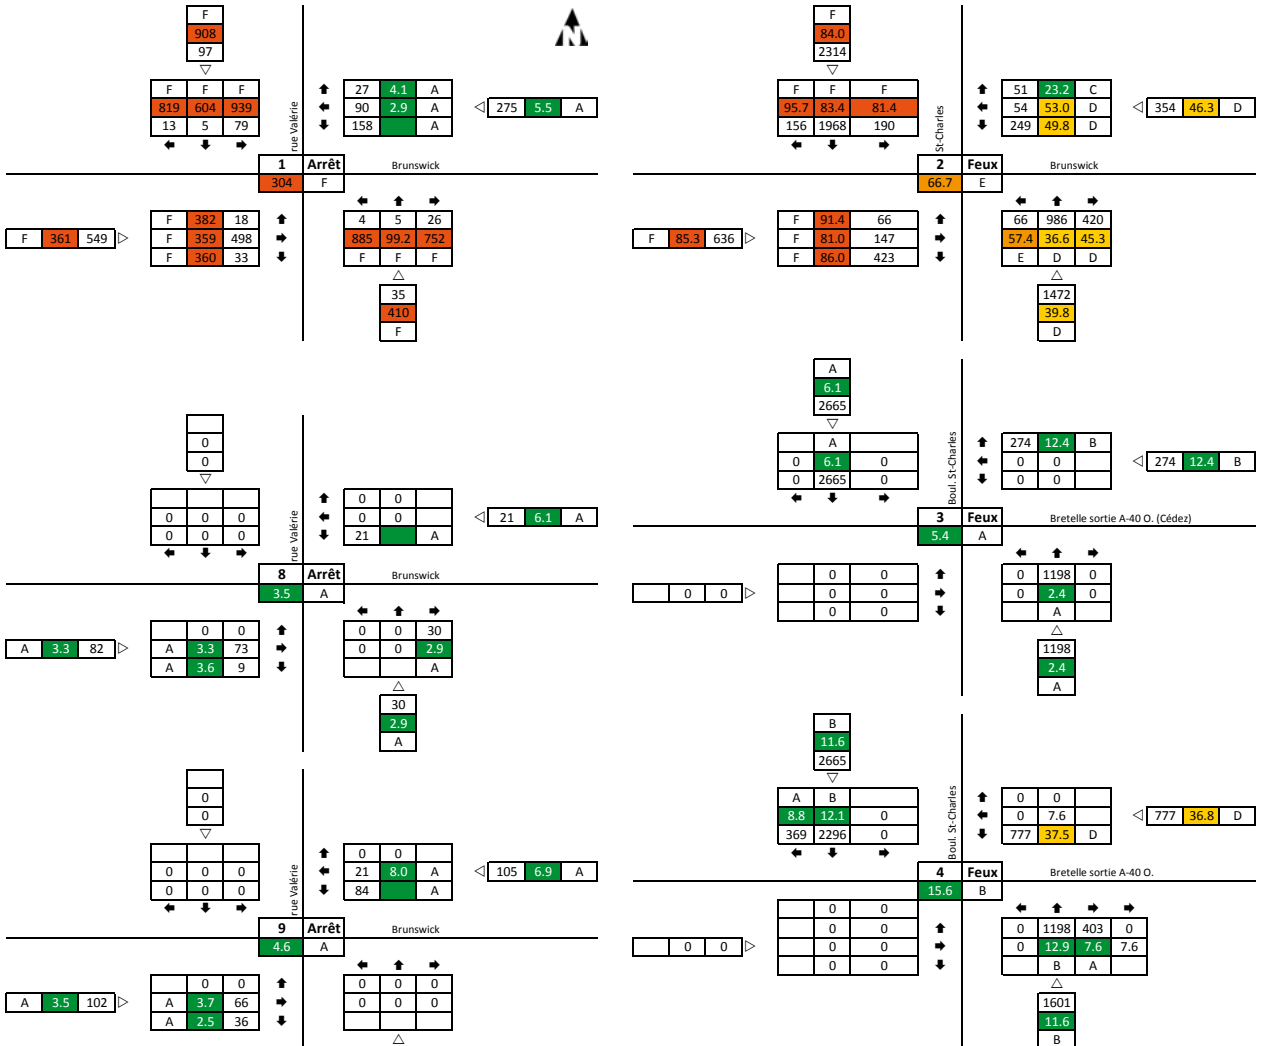 F
908
97
F F F
819 604 939
13 5 79
rue Valérie
27 4.1 A
90 2.9 A
158 A
275 5.5 A
1 Arrêt
304 F
Brunswick
F 361 549
F 382 18
F 359 498
F 360 33
4 5 26
885 99.2 752
F F F
35
410
F
N
F
84.0
2314
F F F
95.7 83.4 81.4
156 1968 190
St-Charles
51 23.2 C
54 53.0 D
249 49.8 D
354 46.3 D
2 Feux
66.7 E
Brunswick
F 85.3 636
F 91.4 66
F 81.0 147
F 86.0 423
66 986 420
57.4 36.6 45.3
E D D
1472
39.8
D
0
0
0 0 0
0 0 0
rue Valérie
0 0
0 0
21 A
21 6.1 A
8 Arrêt
3.5 A
Brunswick
A 3.3 82
0 0
A 3.3 73
A 3.6 9
0 0 30
0 0 2.9
A
30
2.9
A
A
6.1
2665
A
0 6.1 0
0 2665 0
Boul. St-Charles
274 12.4 B
0 0
0 0
274 12.4 B
3 Feux
5.4 A
Bretelle sortie A-40 O. (Cédez)
0 0
0 0
0 0
0 0
0 1198 0
0 2.4 0
A
1198
2.4
A
0
0
0 0 0
0 0 0
rue Valérie
0 0
21 8.0 A
84
105 6.9 A
9 Arrêt
4.6 A
Brunswick
A 3.5 102
0 0
A 3.7 66
A 2.5 36
0 0 0
0 0 0
B
11.6
2665
A B
8.8 12.1 0
369 2296 0
Boul. St-Charles
0 0
0 7.6
777 37.5 D
777 36.8 D
4 Feux
15.6 B
Bretelle sortie A-40 O.
0 0
0 0
0 0
0 0
0 0
0 1198 403 0
0 12.9 7.6 7.6
B A
1601
11.6
B